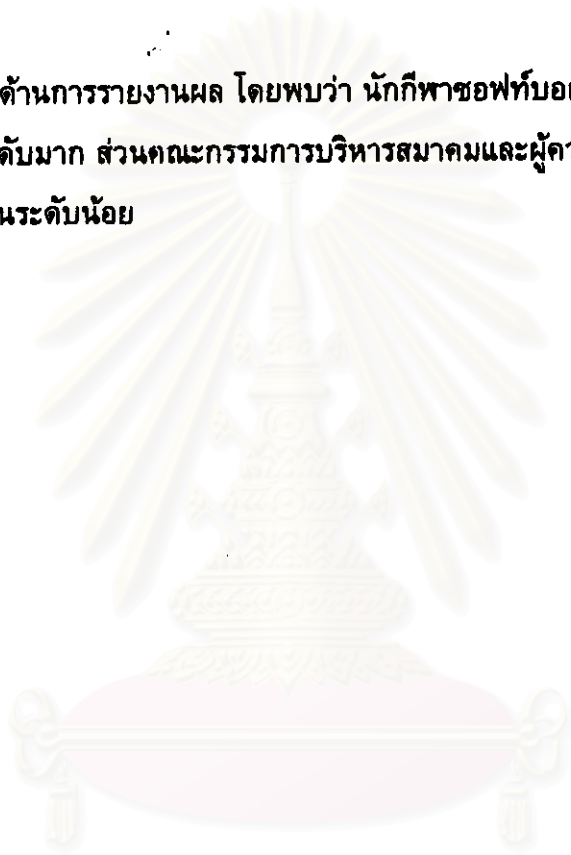 ด้านการรายงานผล โดยพบว่า นักกีฬาซอฟท์บอ
ดับมาก ส่วนคณะกรรมการบริหารสมาคมและผู้
นระดับน้อย